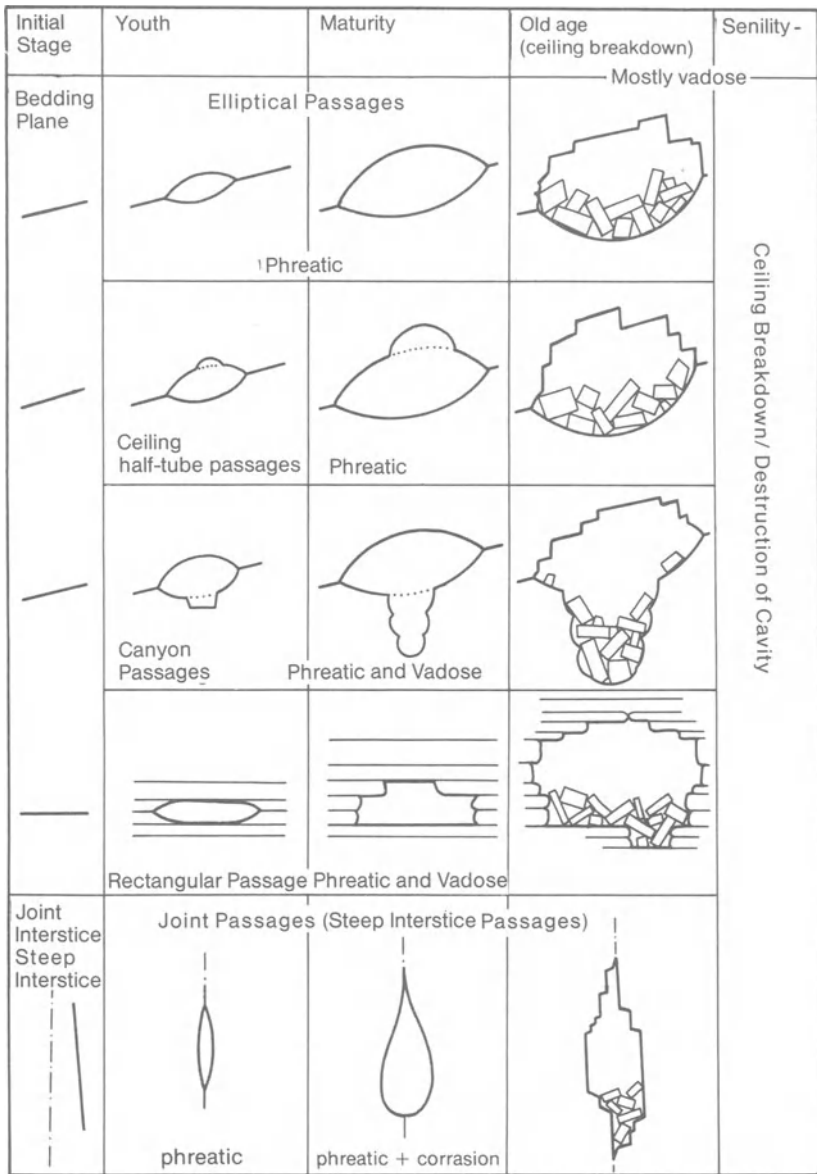 Initial
Stage
Youth
Maturity
Old age
(ceiling breakdown)
Senility -
Mostly vadose
Bedding
Plane
Elliptical Passages
Phreatic
Ceiling
half-tube passages
Phreatic
Canyon
Passages
Phreatic and Vadose
Rectangular Passage
Phreatic and Vadose
Ceiling Breakdown/ Destruction of Cavity
Joint
Interstice
Steep
Interstice
Joint Passages (Steep Interstice Passages)
phreatic
phreatic + corrasion